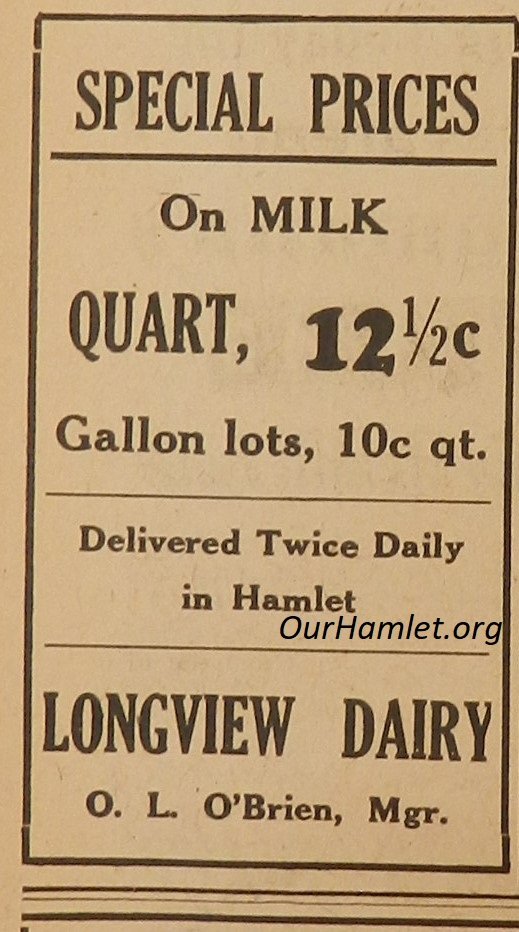 SPECIAL PRICES
On MILK
QUART, 12½c
Gallon lots, 10c qt.
Delivered Twice Daily
in Hamlet
OurHamlet.org
LONGVIEW DAIRY
O. L. O'Brien, Mgr.